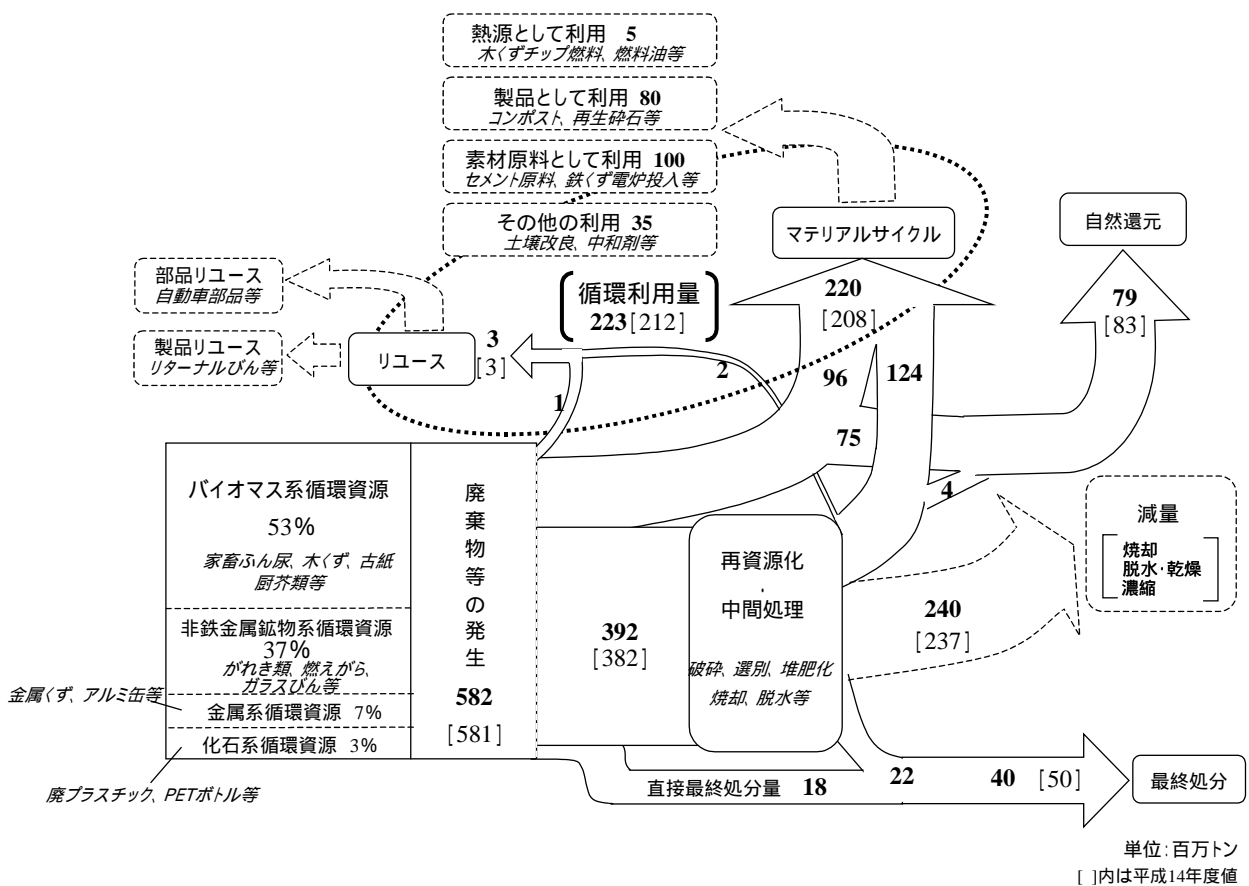 熱源として利用 5
木くずチップ燃料、燃料油等
製品として利用 80
コンポスト、再生砕石等
素材原料として利用 100
セメント原料、鉄くず電炉投入等
その他の利用 35
土壌改良、中和剤等
マテリアルサイクル
自然還元
部品リユース
自動車部品等
製品リユース
リターナルびん等
リユース
3
[3]
循環利用量
223[212]
220
[208]
79
[83]
2
1
96
124
75
4
バイオマス系循環資源
53%
家畜ふん尿、木くず、古紙
厨芥類等
非鉄金属鉱物系循環資源
37%
がれき類、燃えがら、
ガラスびん等
金属くず、アルミ缶等
金属系循環資源 7%
化石系循環資源 3%
廃プラスチック、PETボトル等
廃棄物等の発生
582
[581]
392
[382]
再資源化
・
中間処理
破砕、選別、堆肥化
焼却、脱水等
減量
焼却
脱水・乾燥
濃縮
240
[237]
直接最終処分量 18
22
40 [50]
最終処分
単位:百万トン
[ ]内は平成14年度値